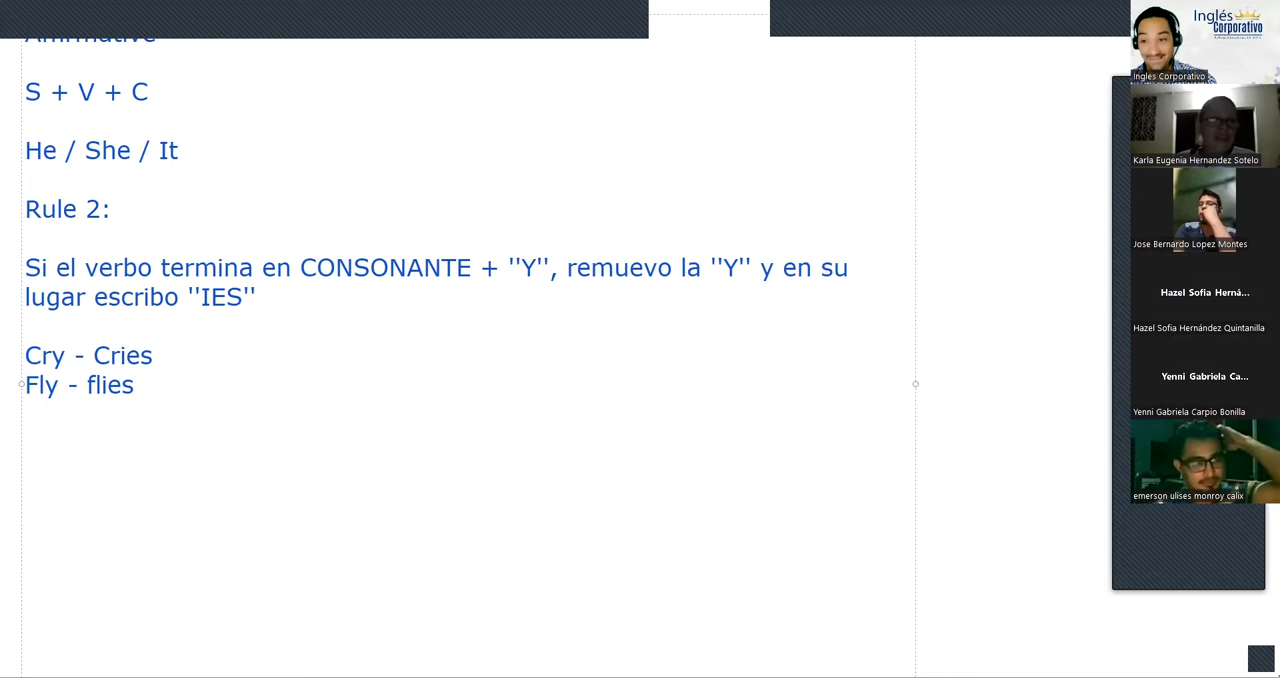 Affirmative
S + V + C
He / She / It
Rule 2:
Si el verbo termina en CONSONANTE + ''Y'', remuevo la ''Y'' y en su
lugar escribo ''IES''
Cry - Cries
Fly - flies
Inglés
Corporativo
Ingles Corporativo
Karla Eugenia Hernandez Sotelo
Jose Bernardo Lopez Montes
Hazel Sofia Herná...
Hazel Sofia Hernández Quintanilla
Yenni Gabriela Ca...
Yenni Gabriela Carpio Bonilla
emerson ulises monroy calix